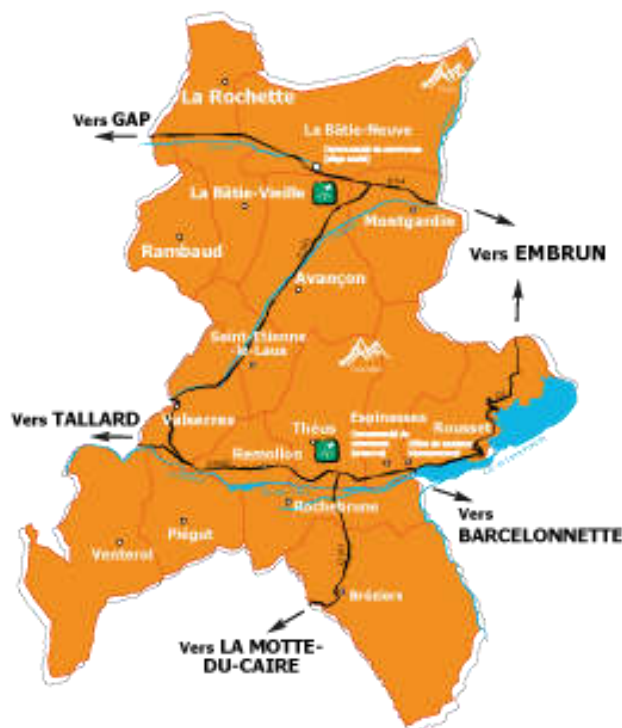 La Rochette
Vers GAP
La Bâtie-Neuve
La Bâtie-Vieille
Montgardin
Rambaud
Vers EMBRUN
Avançon
Saint-Etienne
-le-Laus
Valserres
Vers TALLARD
Théus
Espinasses
Rousset
Remollon
Rochebrune
Vers
BARCELONNETTE
Piégut
Venterol
Bréziers
Vers LA MOTTE-
DU-CAIRE